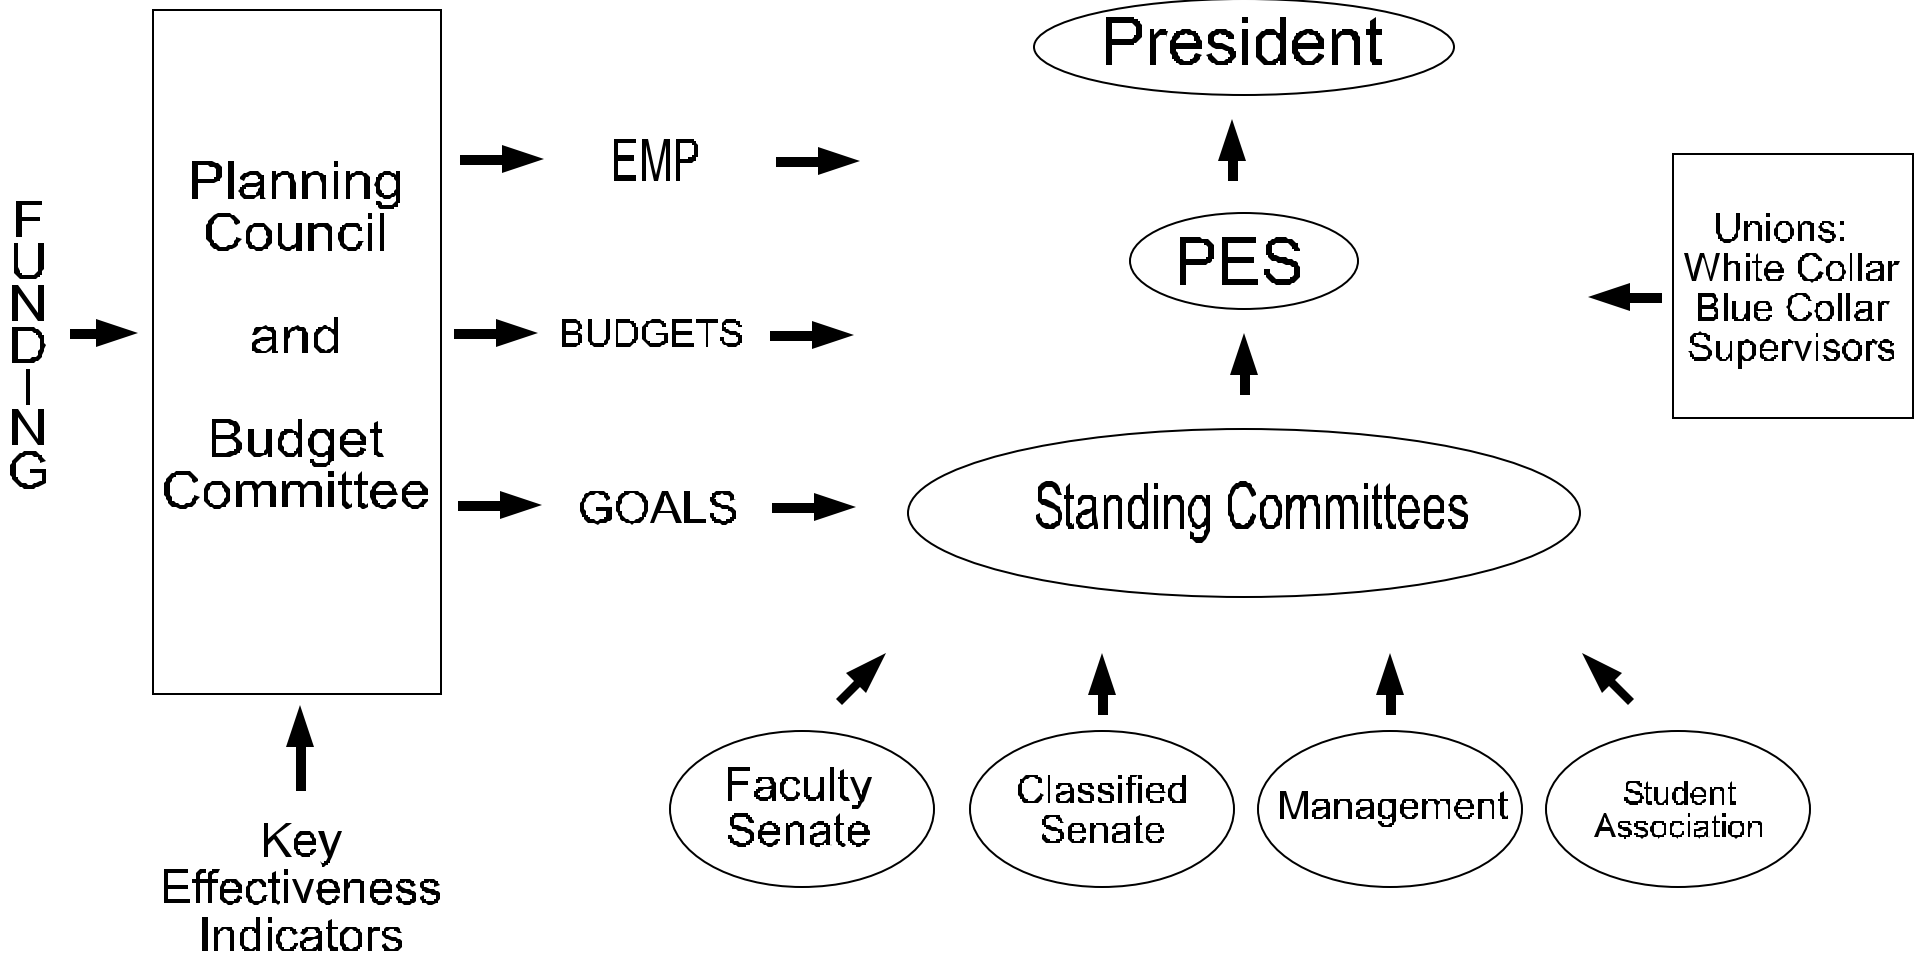 FUNDING
Planning
Council
and
Budget
Committee
Key
Effectiveness
Indicators
EMP
BUDGETS
GOALS
President
PES
Standing Committees
Faculty
Senate
Classified
Senate
Management
Student
Association
Unions:
White Collar
Blue Collar
Supervisors